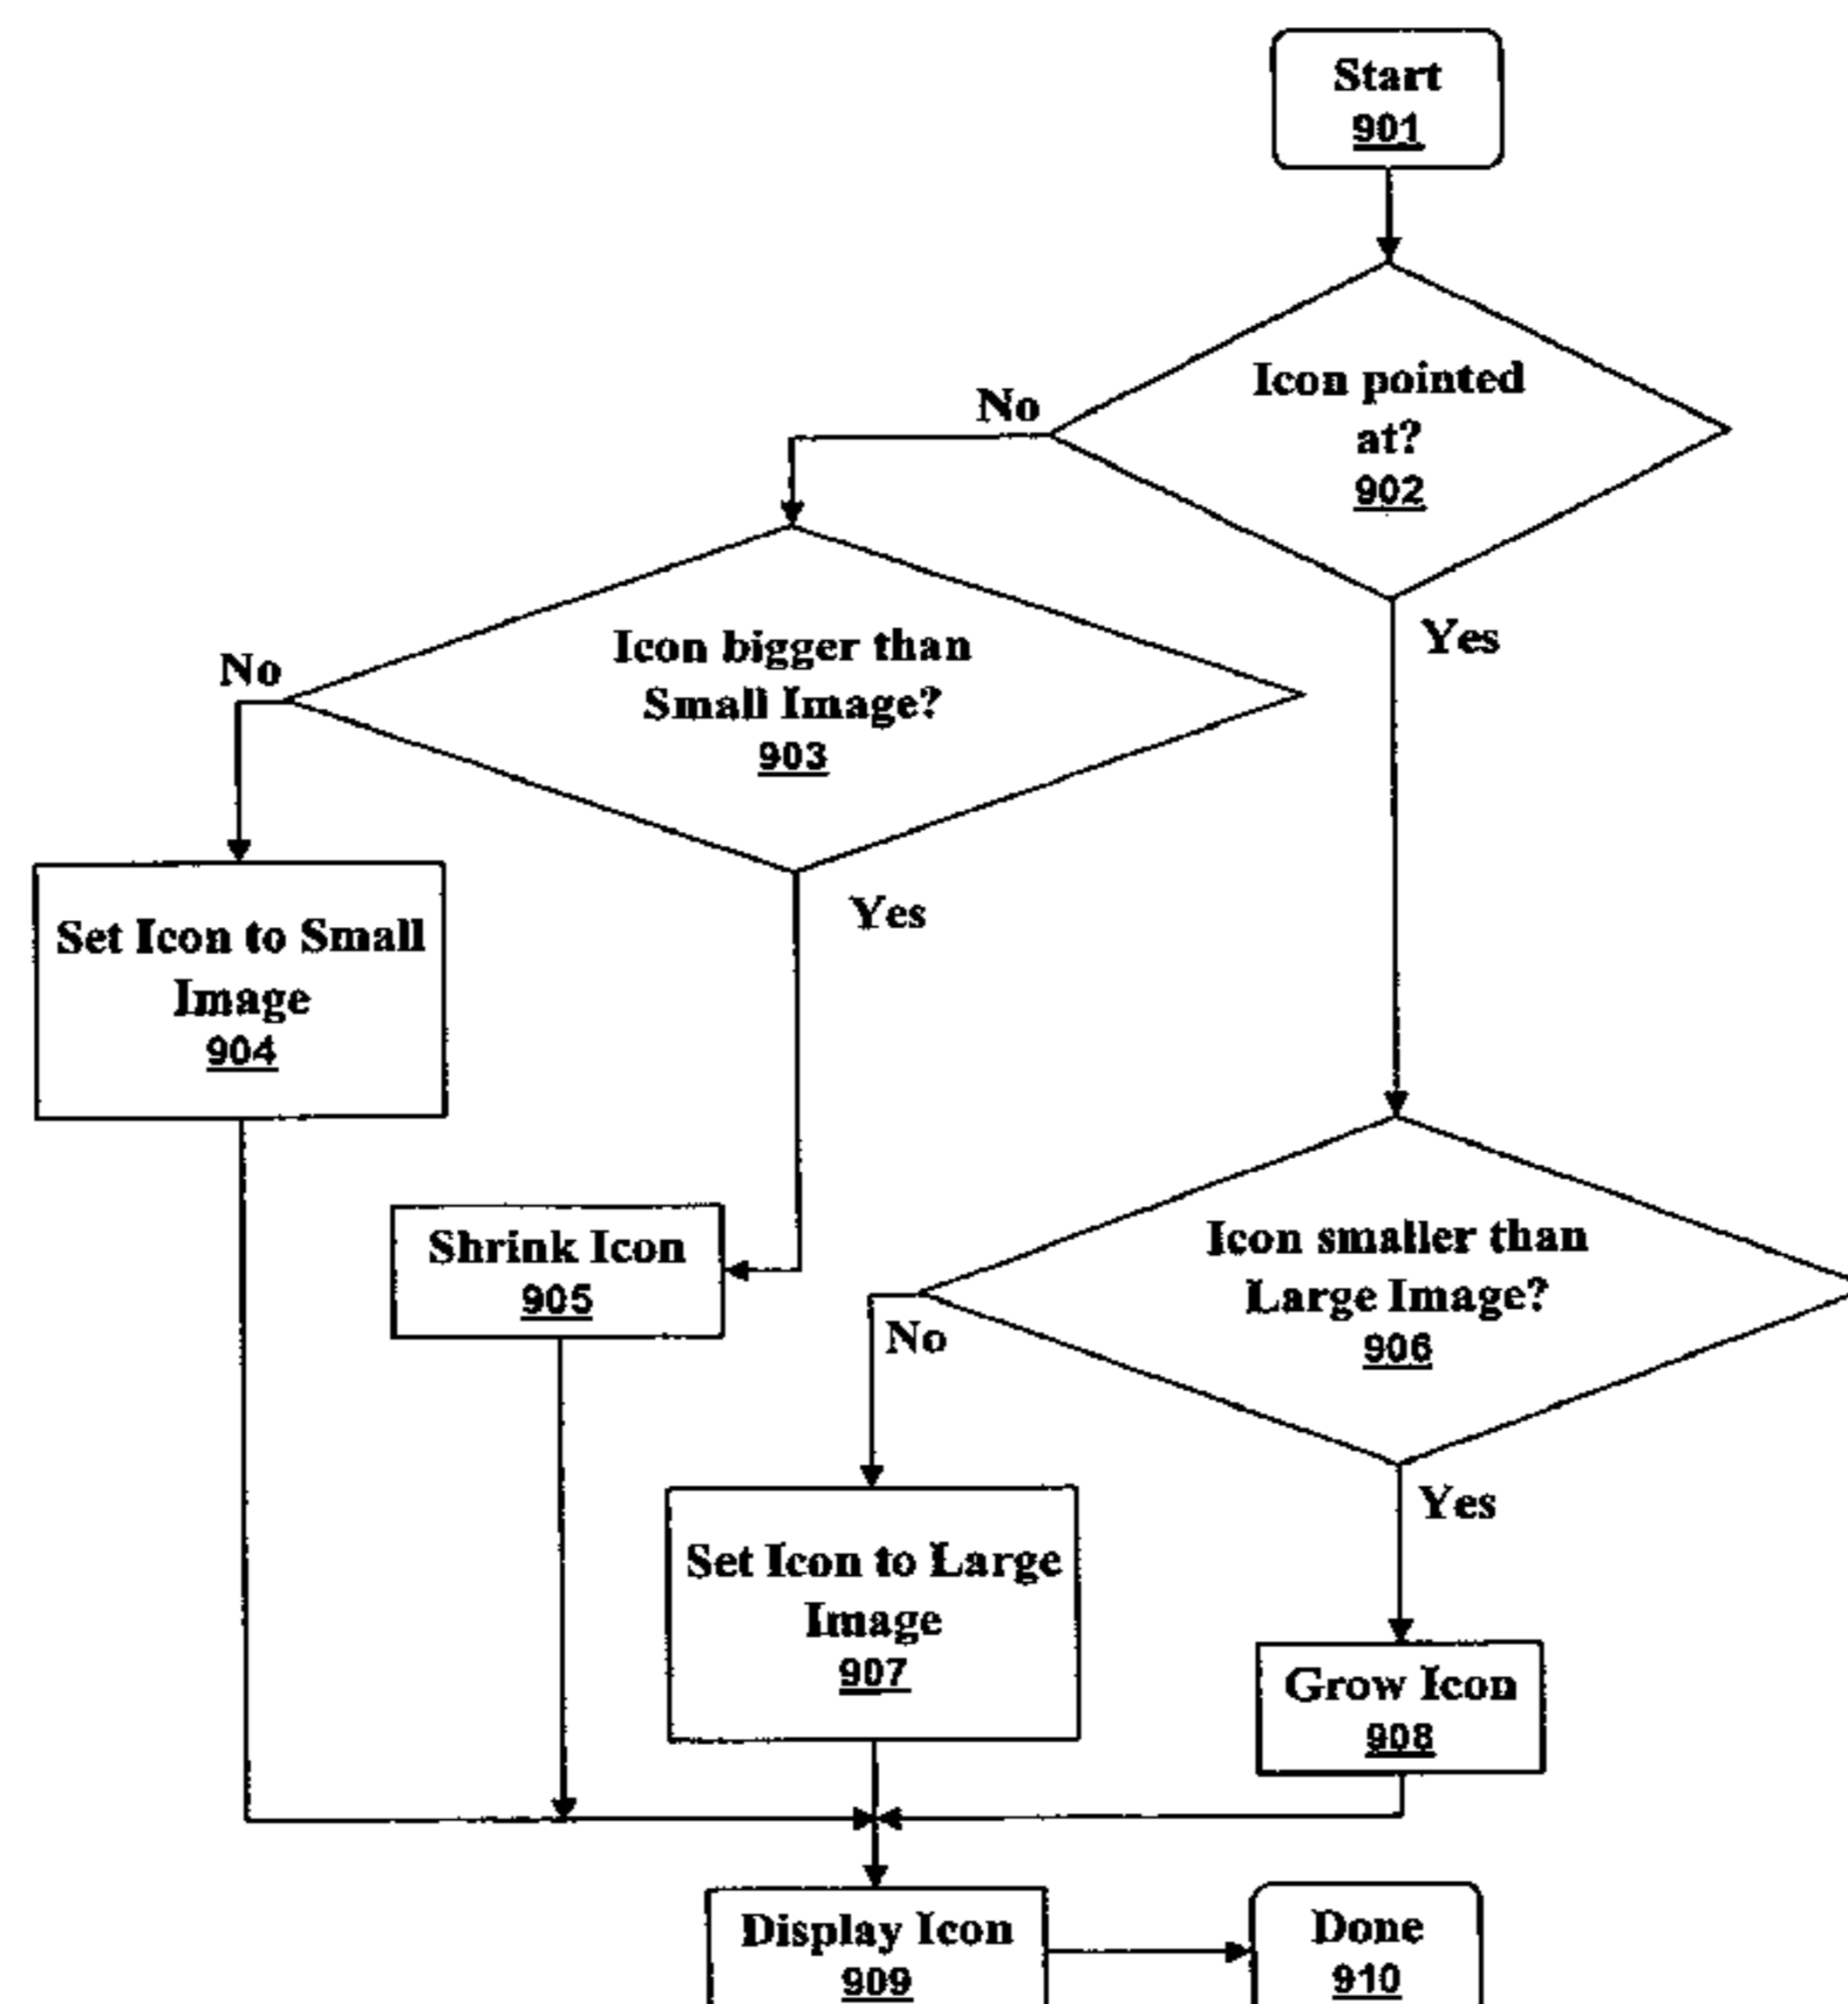 Start
901
Icon pointed
at?
902
No
Yes
Icon bigger than
Small Image?
903
No
Yes
Set Icon to Small
Image
904
Shrink Icon
905
Icon smaller than
Large Image?
906
No
Yes
Set Icon to Large
Image
907
Grow Icon
908
Display Icon
909
Done
910